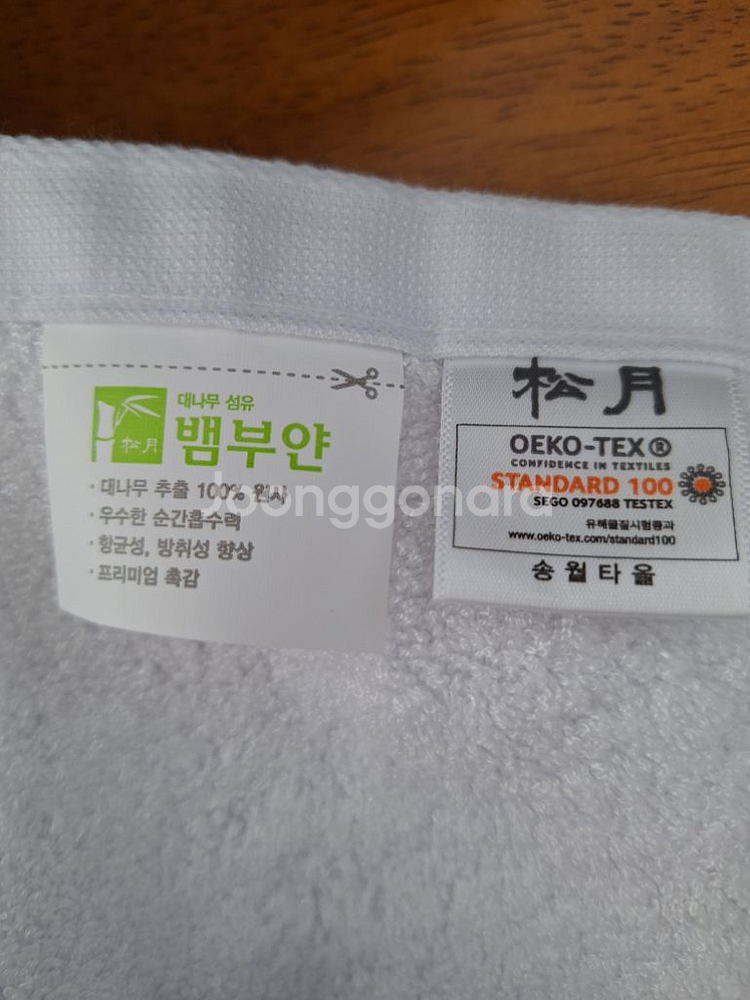 대나무 섬유
뱀부얀
松月
· 대나무 추출 100% 원사
· 우수한 순간흡수력
· 항균성, 방취성 향상
· 프리미엄 촉감
松月
OEKO-TEX®
CONFIDENCE IN TEXTILES
STANDARD 100
SEGO 097688 TESTEX
유해물질시험통과
www.oeko-tex.com/standard100
송월타올
Joonggonara